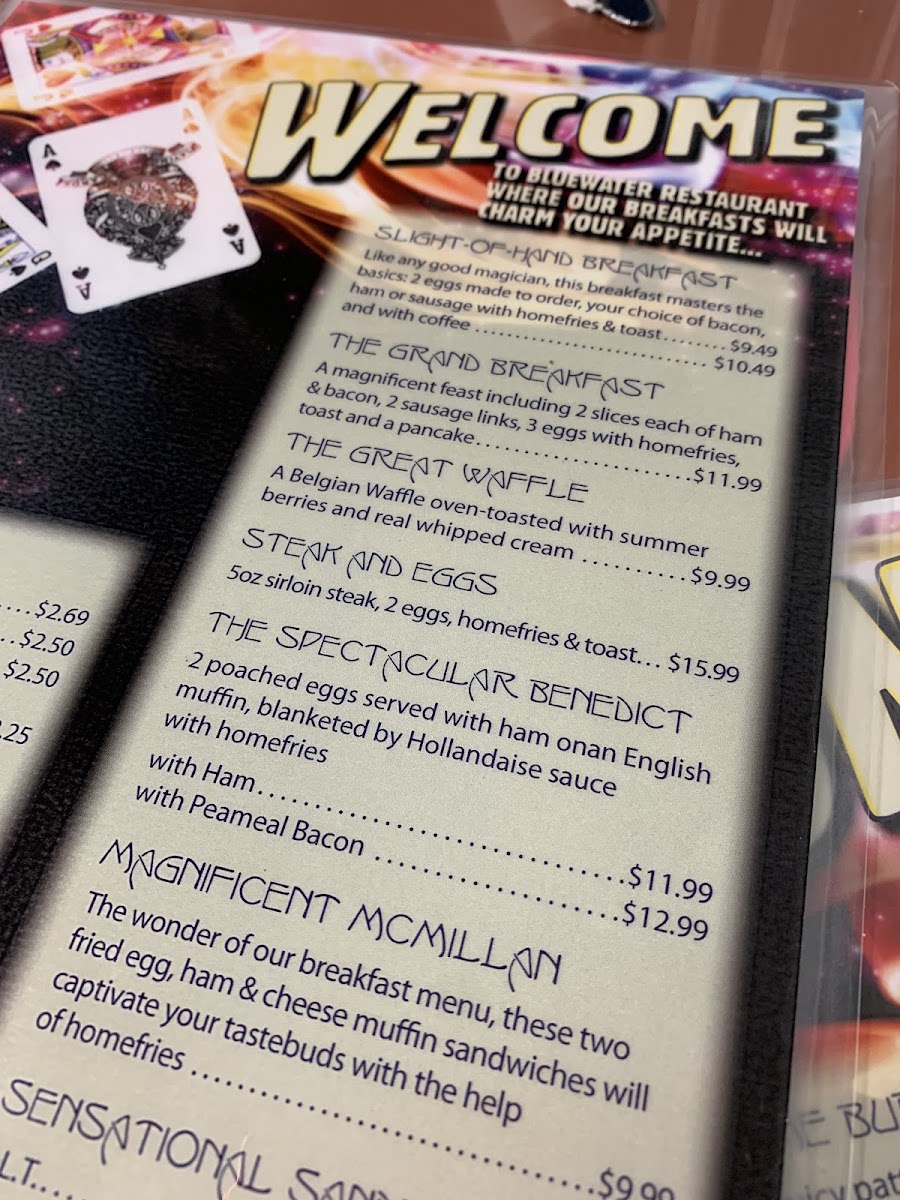 WELCOME
TO BLUEWATER RESTAURANT
WHERE OUR BREAKFASTS WILL
CHARM YOUR APPETITE...
SLIGHT-OF-HAND BREAKFAST
Like any good magician, this breakfast masters the
basics: 2 eggs made to order, your choice of bacon,
ham or sausage with homefries & toast........$9.49
and with coffee ................................ $10.49
THE GRAND BREAKFAST
A magnificent feast including 2 slices each of ham
& bacon, 2 sausage links, 3 eggs with homefries,
toast and a pancake.........................$11.99
THE GREAT WAFFLE
A Belgian Waffle oven-toasted with summer
berries and real whipped cream ..........$9.99
STEAK AND EGGS
5oz sirloin steak, 2 eggs, homefries & toast... $15.99
THE SPECTACULAR BENEDICT
2 poached eggs served with ham onan English
muffin, blanketed by Hollandaise sauce
with homefries
with Ham...................................$11.99
with Peameal Bacon .......................$12.99
MAGNIFICENT MCMILLAN
The wonder of our breakfast menu, these two
fried egg, ham & cheese muffin sandwiches will
captivate your tastebuds with the help
of homefries ...................................$9.99
SENSATIONAL
L.T...
....$2.69
...$2.50
$2.50
.25
A
A
A
Q